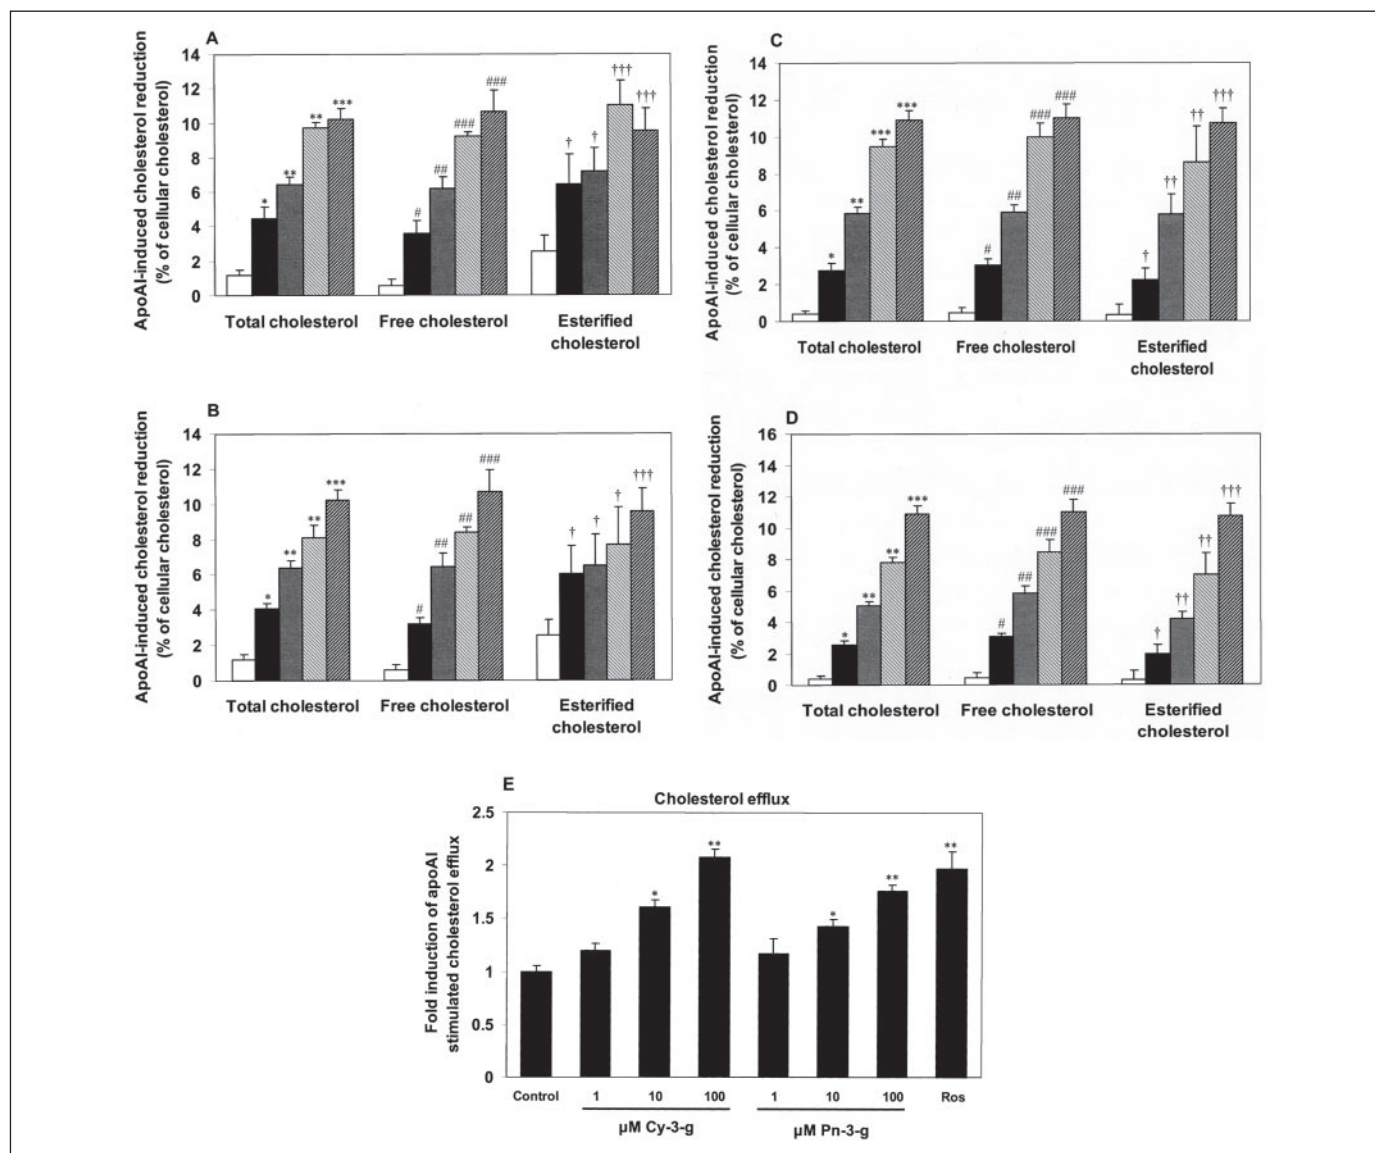 A
ApoAI-induced cholesterol reduction
(% of cellular cholesterol)
14
12
10
8
6
4
2
0
*
**
**
***
#
##
###
###
†
†
†††
†††
Total cholesterol
Free cholesterol
Esterified
cholesterol
C
ApoAI-induced cholesterol reduction
(% of cellular cholesterol)
14
12
10
8
6
4
2
0
*
**
***
***
#
##
###
###
†
††
††
†††
Total cholesterol
Free cholesterol
Esterified
cholesterol
B
ApoAI-induced cholesterol reduction
(% of cellular cholesterol)
14
12
10
8
6
4
2
0
*
**
**
***
#
##
##
###
†
†
†
†††
Total cholesterol
Free cholesterol
Esterified
cholesterol
D
ApoAI-induced cholesterol reduction
(% of cellular cholesterol)
16
14
12
10
8
6
4
2
0
*
**
**
***
#
##
###
###
†
††
††
†††
Total cholesterol
Free cholesterol
Esterified
cholesterol
E
Cholesterol efflux
Fold induction of apoAI
stimulated cholesterol efflux
2.5
2
1.5
1
0.5
0
*
**
*
**
**
Control 1 10 100 1 10 100 Ros
µM Cy-3-g µM Pn-3-g